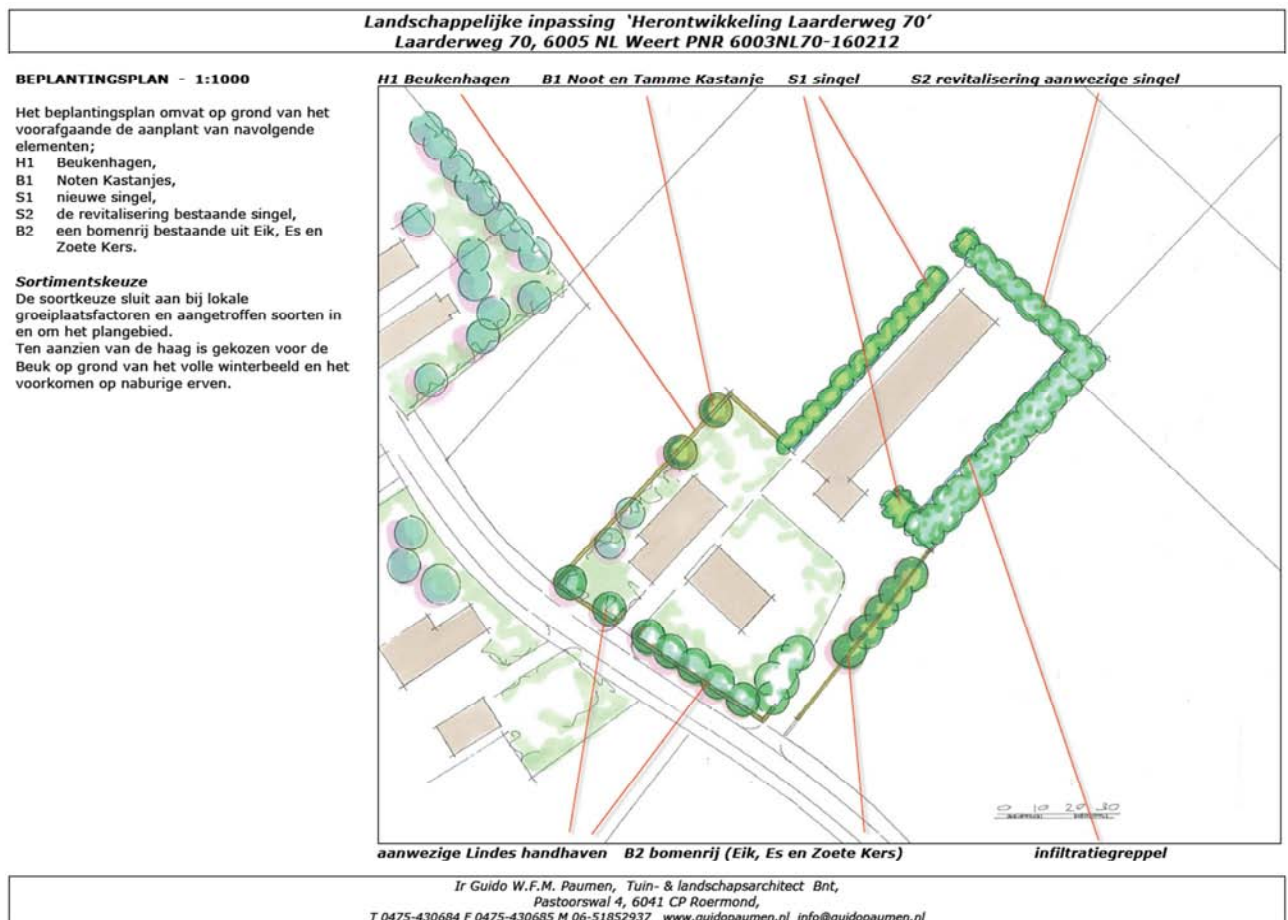 Landschappelijke inpassing ‘Herontwikkeling Laarderweg 70’
Laarderweg 70, 6005 NL Weert PNR 6003NL70-160212
BEPLANTINGSPLAN - 1:1000
Het beplantingsplan omvat op grond van het
voorafgaande de aanplant van navolgende
elementen;
H1 Beukenhagen,
B1 Noten Kastanjes,
S1 nieuwe singel,
S2 de revitalisering bestaande singel,
B2 een bomenrij bestaande uit Eik, Es en
Zoete Kers.
Sortimentskeuze
De soortkeuze sluit aan bij lokale
groeiplaatsfactoren en aangetroffen soorten in
en om het plangebied.
Ten aanzien van de haag is gekozen voor de
Beuk op grond van het volle winterbeeld en het
voorkomen op naburige erven.
H1 Beukenhagen B1 Noot en Tamme Kastanje S1 singel S2 revitalisering aanwezige singel
0 10 20 30
aanwezige Lindes handhaven B2 bomenrij (Eik, Es en Zoete Kers) infiltratiegreppel
Ir Guido W.F.M. Paumen, Tuin- & landschapsarchitect Bnt,
Pastoorswal 4, 6041 CP Roermond,
T 0475-430684 F 0475-430685 M 06-51852937 www.guidopaumen.nl info@guidopaumen.nl